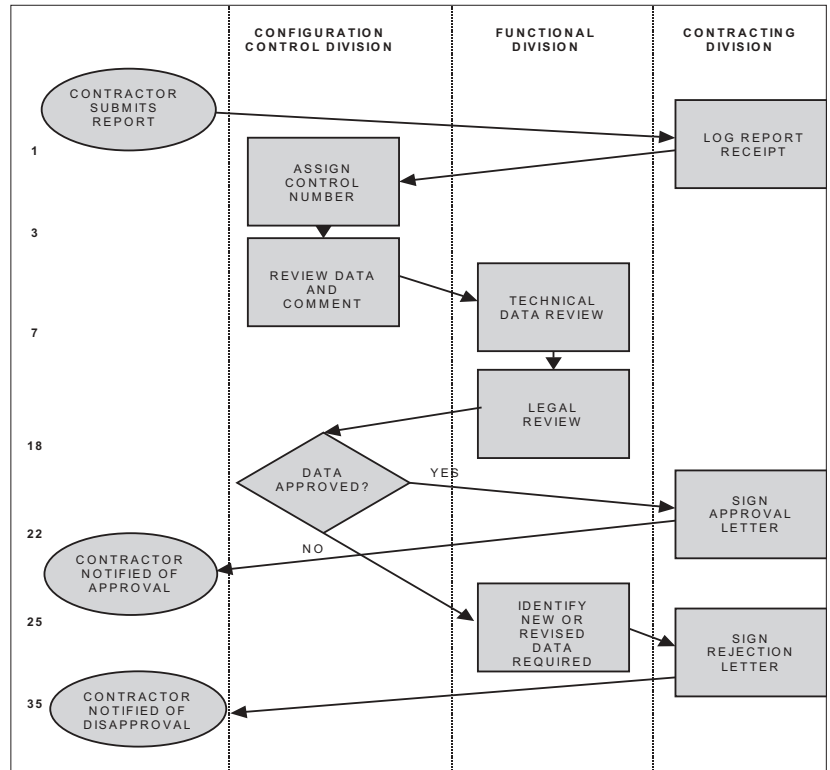 CONFIGURATION
CONTROL DIVISION
FUNCTIONAL
DIVISION
CONTRACTING
DIVISION
CONTRACTOR
SUBMITS
REPORT
LOG REPORT
RECEIPT
1
ASSIGN
CONTROL
NUMBER
3
REVIEW DATA
AND
COMMENT
TECHNICAL
DATA REVIEW
7
LEGAL
REVIEW
18
DATA
APPROVED?
YES
SIGN
APPROVAL
LETTER
22
NO
CONTRACTOR
NOTIFIED OF
APPROVAL
25
IDENTIFY
NEW OR
REVISED
DATA
REQUIRED
SIGN
REJECTION
LETTER
35
CONTRACTOR
NOTIFIED OF
DISAPPROVAL